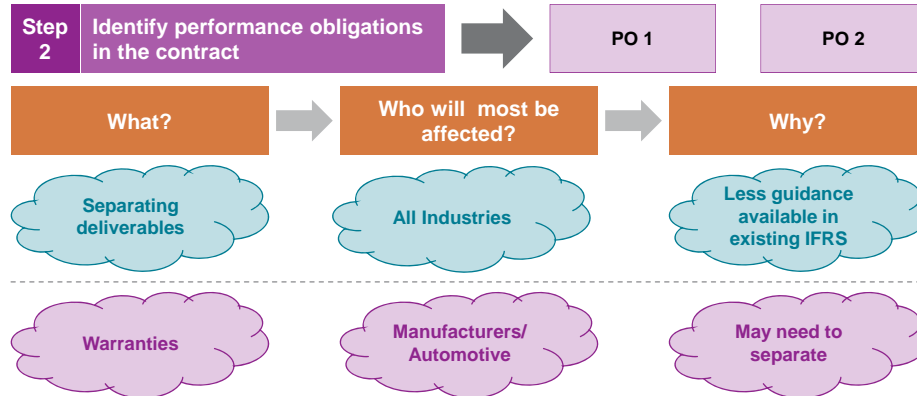 Step
2
Identify performance obligations
in the contract
PO 1
PO 2
What?
Who will most be
affected?
Why?
Separating
deliverables
All Industries
Less guidance
available in
existing IFRS
Warranties
Manufacturers/
Automotive
May need to
separate